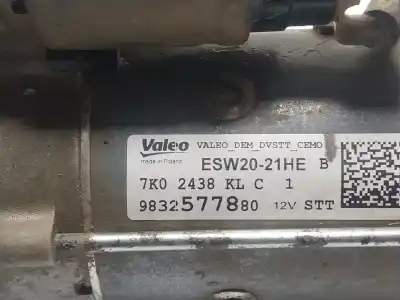 Valeo VALEO_DEM_DVSTT_CEMO
made in Poland
ESW20-21HE B
7K0 2438 KL C 1
9832577880 12V STT